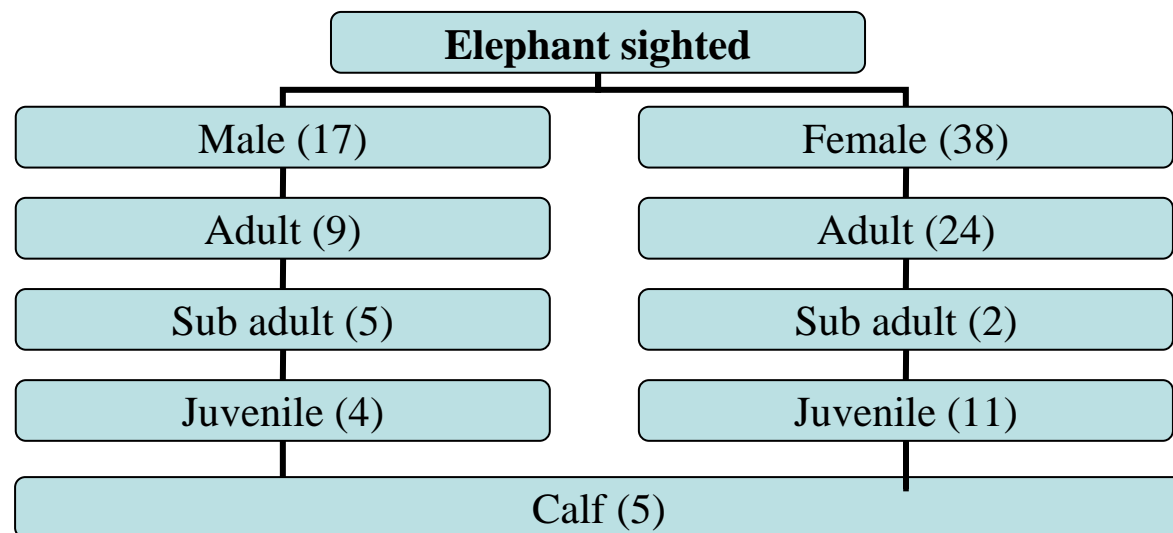 Elephant sighted
Male (17)
Female (38)
Adult (9)
Adult (24)
Sub adult (5)
Sub adult (2)
Juvenile (4)
Juvenile (11)
Calf (5)